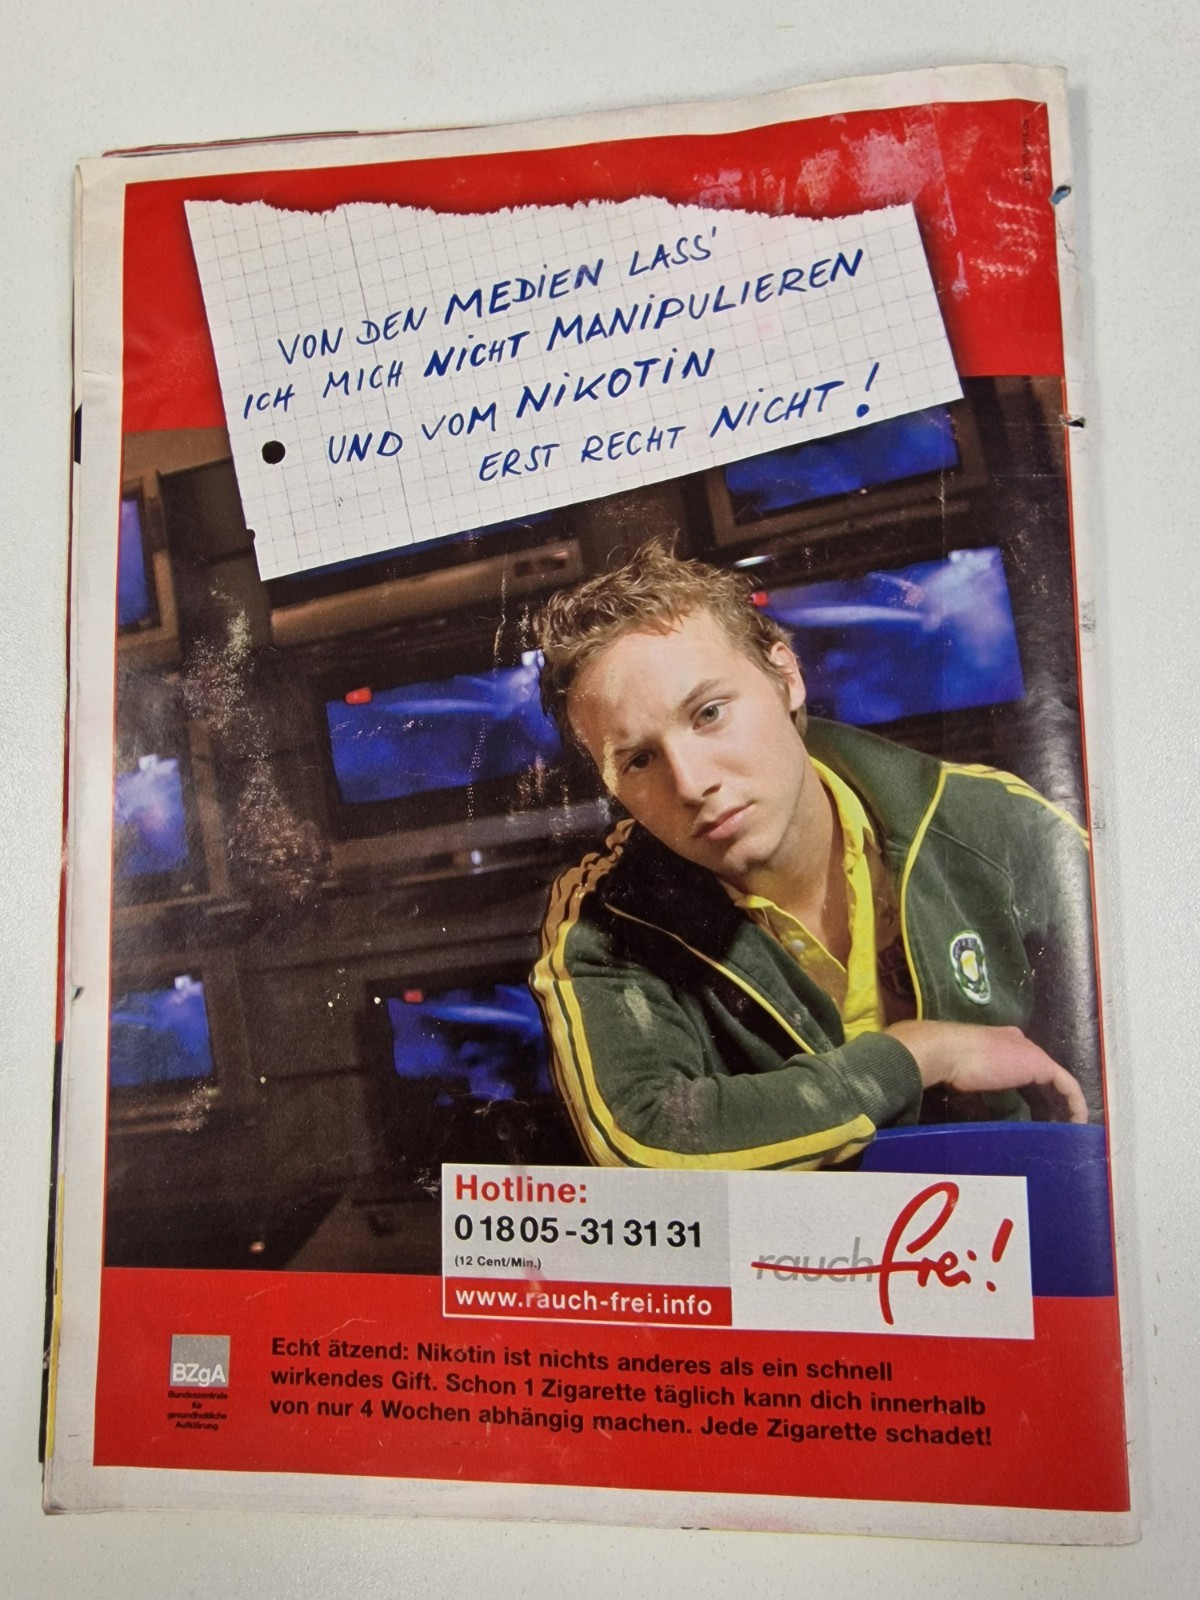 VON DEN MEDiEN LASS'
ICH MICH NiCHT MANiPULiEREN
UND VOM NiKOTiN
ERST RECHT NiCHT!
Hotline:
01805-313131
(12 Cent/Min.)
www.rauch-frei.info
rauchfrei!
BZgA
Bundeszentrale
für
gesundheitliche
Aufklärung
Echt ätzend: Nikotin ist nichts anderes als ein schnell
wirkendes Gift. Schon 1 Zigarette täglich kann dich innerhalb
von nur 4 Wochen abhängig machen. Jede Zigarette schadet!